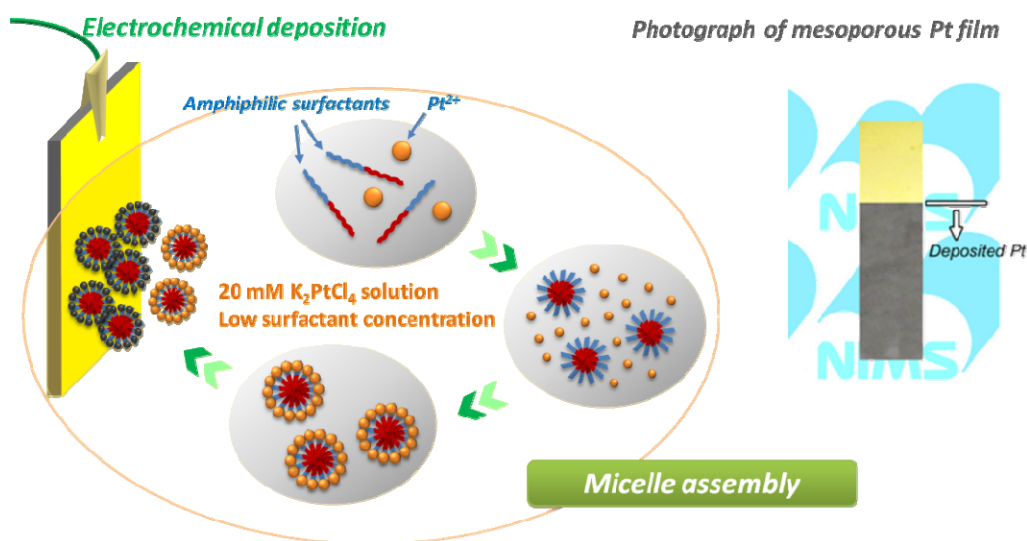 Electrochemical deposition
Photograph of mesoporous Pt film
Amphiphilic surfactants
Pt²⁺
20 mM K₂PtCl₄ solution
Low surfactant concentration
Micelle assembly
NIMS
Deposited Pt
NIMS